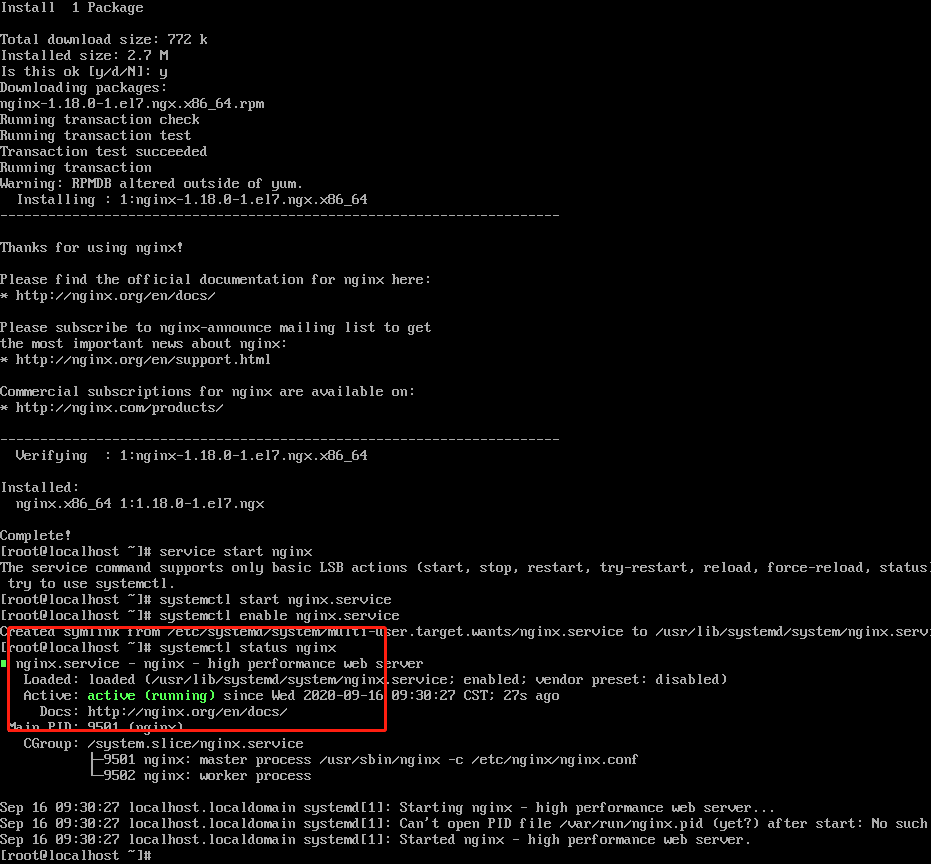 Install  1 Package
Total download size: 772 k
Installed size: 2.7 M
Is this ok [y/d/N]: y
Downloading packages:
nginx-1.18.0-1.el7.ngx.x86_64.rpm
Running transaction check
Running transaction test
Transaction test succeeded
Running transaction
Warning: RPMDB altered outside of yum.
  Installing : 1:nginx-1.18.0-1.el7.ngx.x86_64
----------------------------------------------------------------------
Thanks for using nginx!
Please find the official documentation for nginx here:
* http://nginx.org/en/docs/
Please subscribe to nginx-announce mailing list to get
the most important news about nginx:
* http://nginx.org/en/support.html
Commercial subscriptions for nginx are available on:
* http://nginx.com/products/
----------------------------------------------------------------------
  Verifying  : 1:nginx-1.18.0-1.el7.ngx.x86_64
Installed:
  nginx.x86_64 1:1.18.0-1.el7.ngx
Complete!
[root@localhost ~]# service start nginx
The service command supports only basic LSB actions (start, stop, restart, try-restart, reload, force-reload, status)
 try to use systemctl.
[root@localhost ~]# systemctl start nginx.service
[root@localhost ~]# systemctl enable nginx.service
Created symlink from /etc/systemd/system/multi-user.target.wants/nginx.service to /usr/lib/systemd/system/nginx.servi
[root@localhost ~]# systemctl status nginx
nginx.service - nginx - high performance web server
   Loaded: loaded (/usr/lib/systemd/system/nginx.service; enabled; vendor preset: disabled)
   Active: active (running) since Wed 2020-09-16 09:30:27 CST; 27s ago
     Docs: http://nginx.org/en/docs/
 Main PID: 9501 (nginx)
   CGroup: /system.slice/nginx.service
           ├─9501 nginx: master process /usr/sbin/nginx -c /etc/nginx/nginx.conf
           └─9502 nginx: worker process
Sep 16 09:30:27 localhost.localdomain systemd[1]: Starting nginx - high performance web server...
Sep 16 09:30:27 localhost.localdomain systemd[1]: Can't open PID file /var/run/nginx.pid (yet?) after start: No such
Sep 16 09:30:27 localhost.localdomain systemd[1]: Started nginx - high performance web server.
[root@localhost ~]#